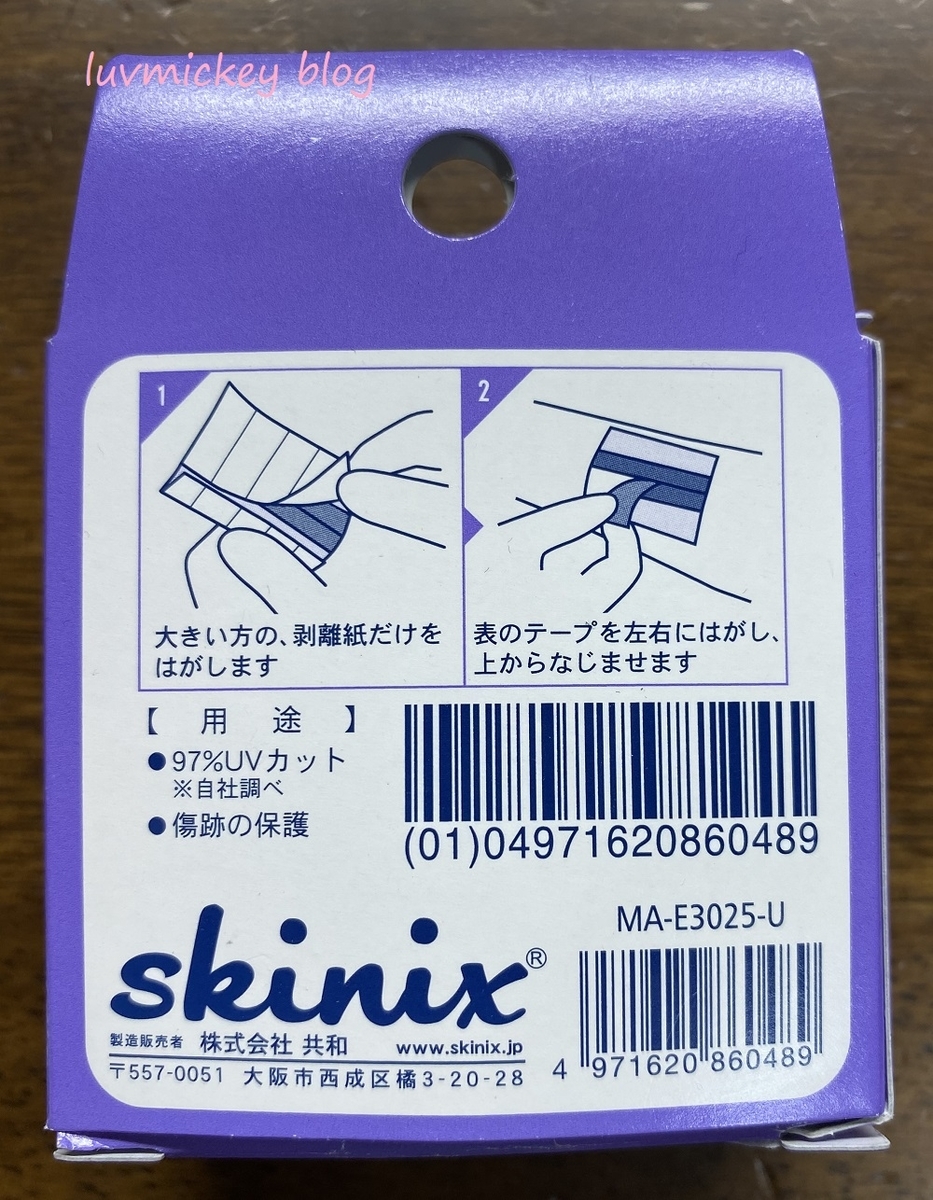 luvmickey blog
1
2
大きい方の、剥離紙だけを
はがします
表のテープを左右にはがし、
上からなじませます
【 用 途 】
●97%UVカット
※自社調べ
●傷跡の保護
(01)04971620860489
MA-E3025-U
skinix®
製造販売者 株式会社 共和 www.skinix.jp
〒557-0051 大阪市西成区橘3-20-28
4 971620 860489